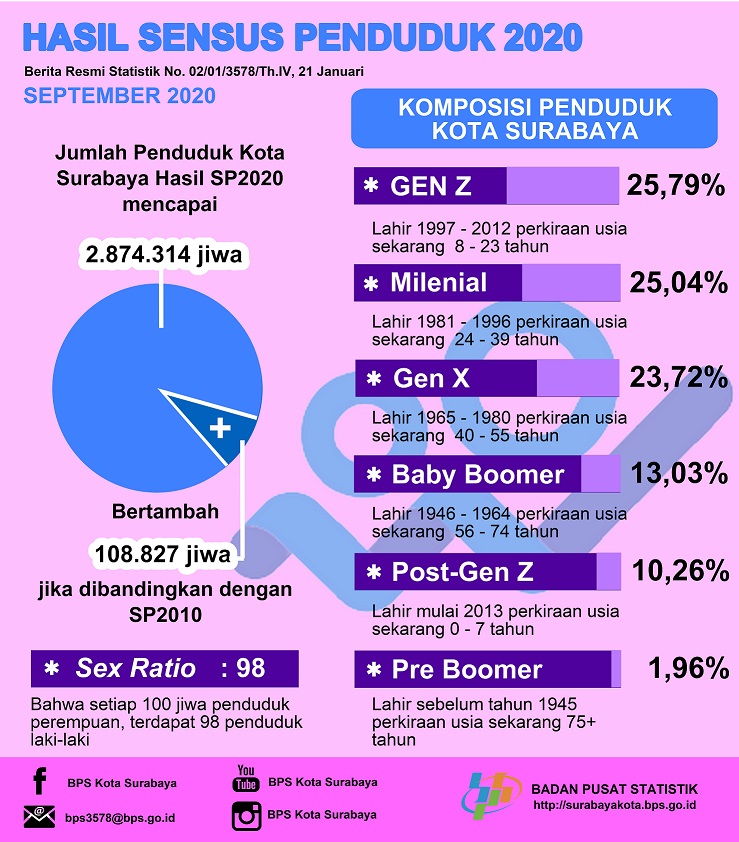 HASIL SENSUS PENDUDUK 2020
Berita Resmi Statistik No. 02/01/3578/Th.IV, 21 Januari
SEPTEMBER 2020
Jumlah Penduduk Kota
Surabaya Hasil SP2020
mencapai
2.874.314 jiwa
+
Bertambah
108.827 jiwa
jika dibandingkan dengan
SP2010
* Sex Ratio : 98
Bahwa setiap 100 jiwa penduduk
perempuan, terdapat 98 penduduk
laki-laki
KOMPOSISI PENDUDUK
KOTA SURABAYA
* GEN Z 25,79%
Lahir 1997 - 2012 perkiraan usia
sekarang 8 - 23 tahun
* Milenial 25,04%
Lahir 1981 - 1996 perkiraan usia
sekarang 24 - 39 tahun
* Gen X 23,72%
Lahir 1965 - 1980 perkiraan usia
sekarang 40 - 55 tahun
* Baby Boomer 13,03%
Lahir 1946 - 1964 perkiraan usia
sekarang 56 - 74 tahun
* Post-Gen Z 10,26%
Lahir mulai 2013 perkiraan usia
sekarang 0 - 7 tahun
* Pre Boomer 1,96%
Lahir sebelum tahun 1945
perkiraan usia sekarang 75+
tahun
f BPS Kota Surabaya
bps3578@bps.go.id
You Tube BPS Kota Surabaya
BPS Kota Surabaya
BADAN PUSAT STATISTIK
http://surabayakota.bps.go.id